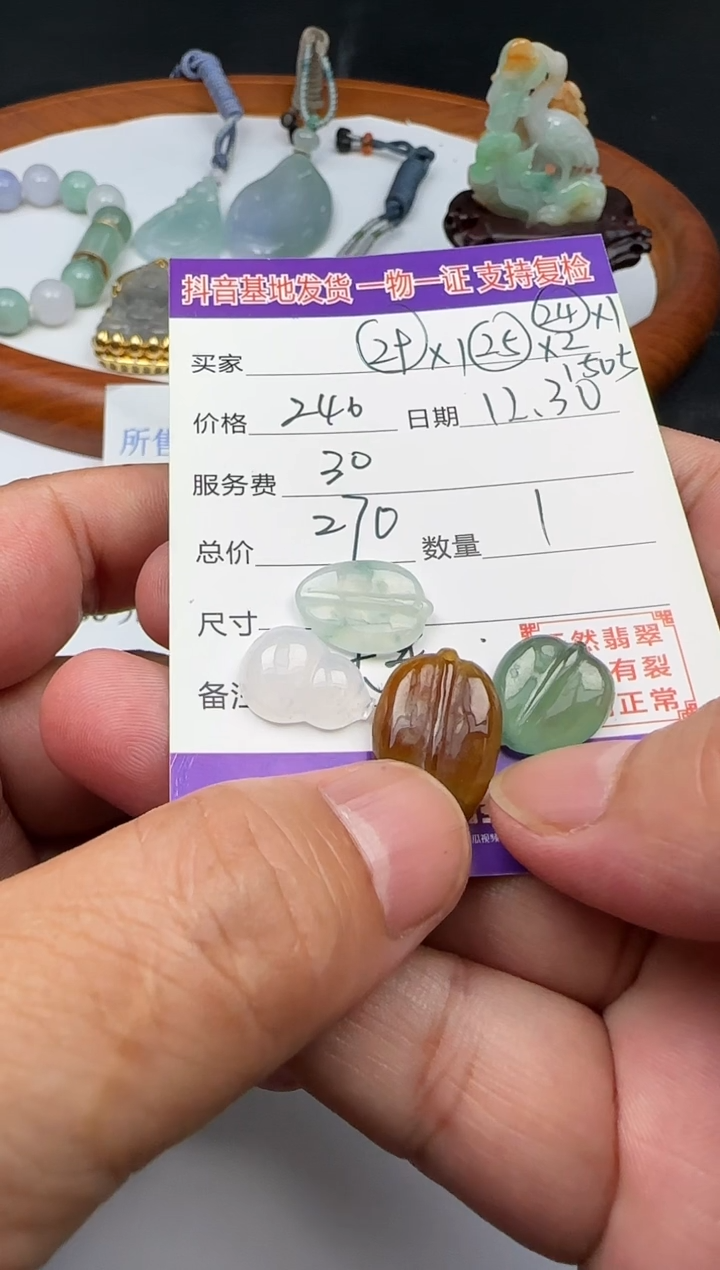 抖音基地发货 一物一证 支持复检
24 x1
买家 29 x1 25 x2
1505
价格 240 日期 12.30
所售
服务费 30
总价 270 数量 1
尺寸
然翡翠
备注 有裂
正常